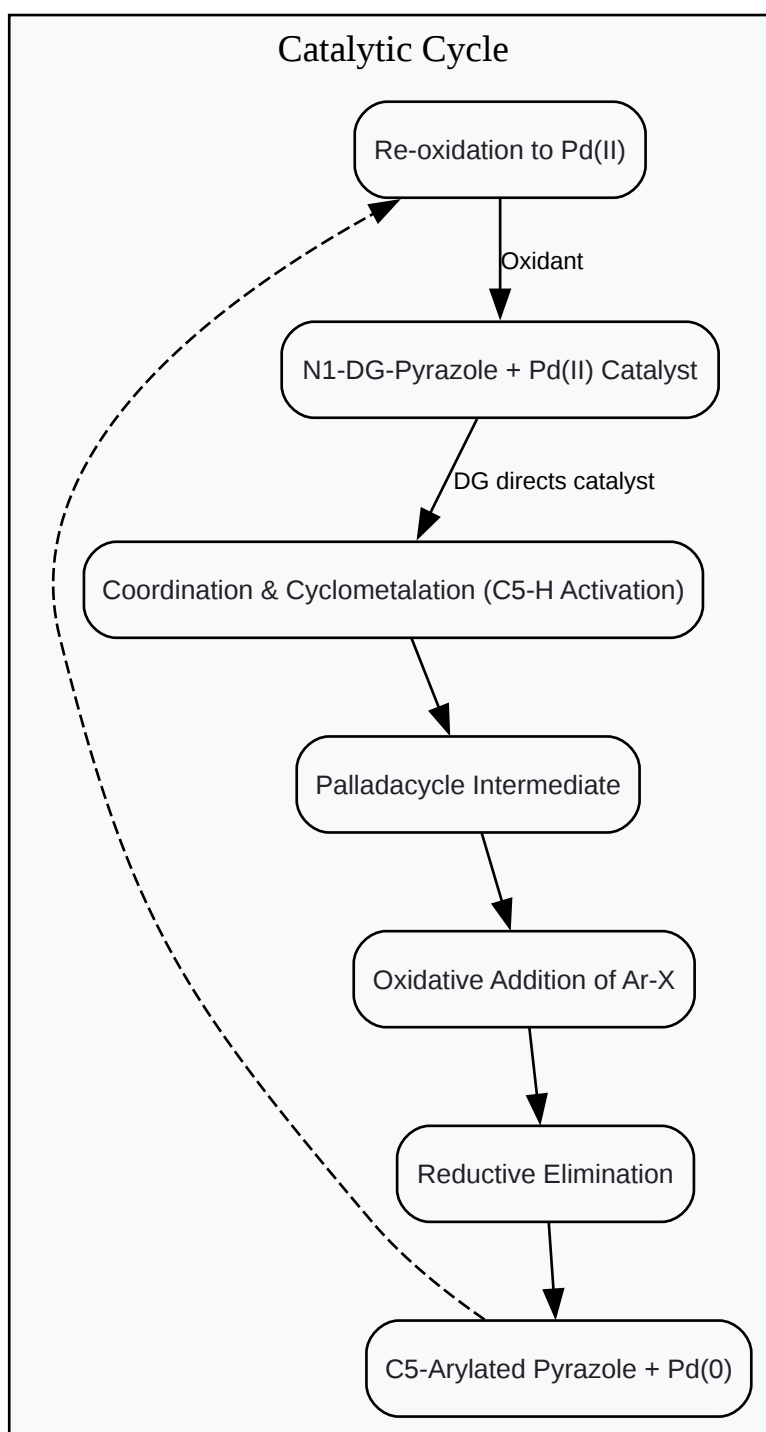 Catalytic Cycle
Re-oxidation to Pd(II)
Oxidant
N1-DG-Pyrazole + Pd(II) Catalyst
DG directs catalyst
Coordination & Cyclometalation (C5-H Activation)
Palladacycle Intermediate
Oxidative Addition of Ar-X
Reductive Elimination
C5-Arylated Pyrazole + Pd(0)